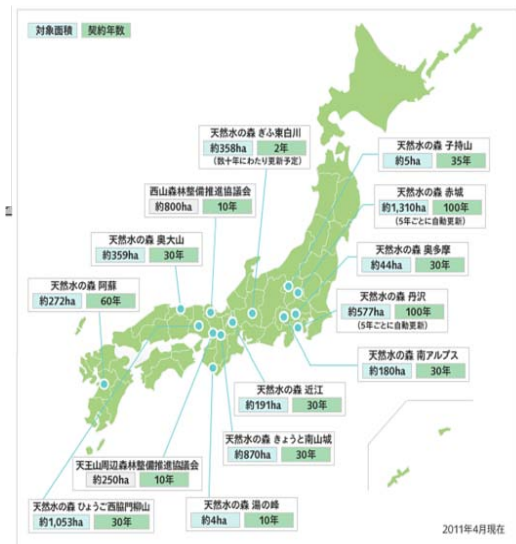 対象面積 契約年数
天然水の森 ぎふ東白川
約358ha 2年
(数十年にわたり更新予定)
天然水の森 子持山
約5ha 35年
西山森林整備推進協議会
約800ha 10年
天然水の森 赤城
約1,310ha 100年
(5年ごとに自動更新)
天然水の森 奥大山
約359ha 30年
天然水の森 奥多摩
約44ha 30年
天然水の森 阿蘇
約272ha 60年
天然水の森 丹沢
約577ha 100年
(5年ごとに自動更新)
天然水の森 南アルプス
約180ha 30年
天然水の森 近江
約191ha 30年
天然水の森 きょうと南山城
約870ha 30年
天王山周辺森林整備推進協議会
約250ha 10年
天然水の森 ひょうご西脇門柳山
約1,053ha 30年
天然水の森 湯の峰
約4ha 10年
2011年4月現在